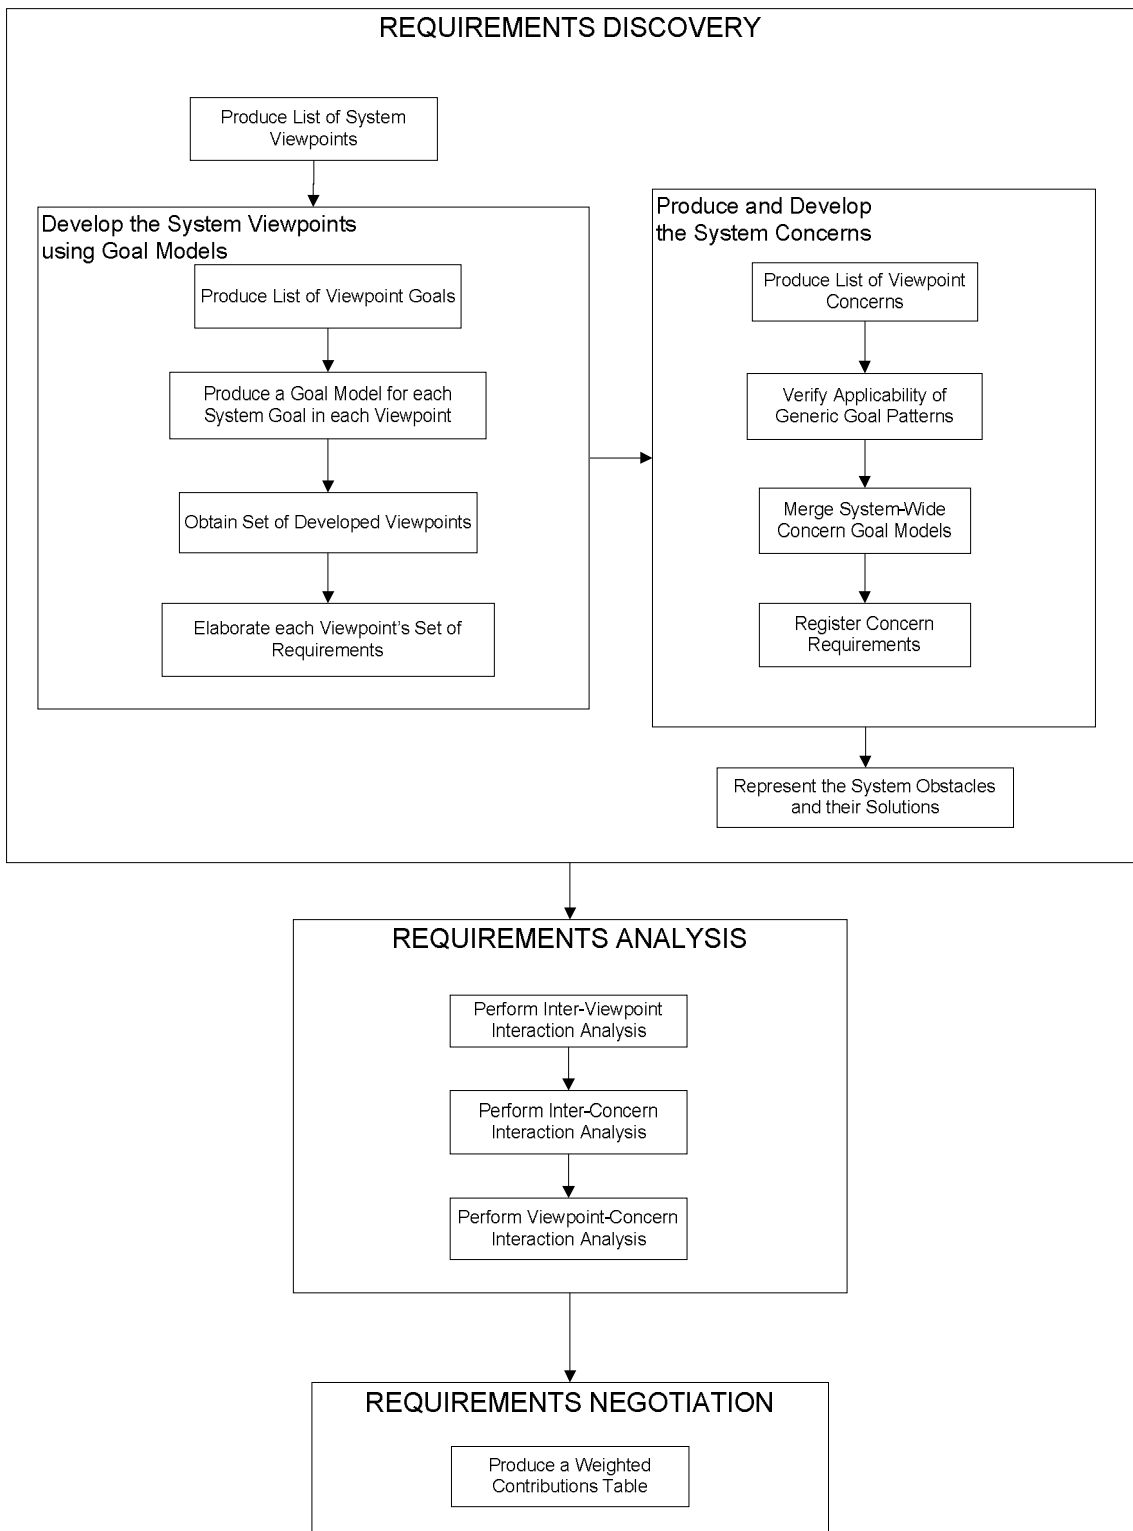 REQUIREMENTS DISCOVERY
Produce List of System
Viewpoints
Develop the System Viewpoints
using Goal Models
Produce List of Viewpoint Goals
Produce a Goal Model for each
System Goal in each Viewpoint
Obtain Set of Developed Viewpoints
Elaborate each Viewpoint's Set of
Requirements
Produce and Develop
the System Concerns
Produce List of Viewpoint
Concerns
Verify Applicability of
Generic Goal Patterns
Merge System-Wide
Concern Goal Models
Register Concern
Requirements
Represent the System Obstacles
and their Solutions
REQUIREMENTS ANALYSIS
Perform Inter-Viewpoint
Interaction Analysis
Perform Inter-Concern
Interaction Analysis
Perform Viewpoint-Concern
Interaction Analysis
REQUIREMENTS NEGOTIATION
Produce a Weighted
Contributions Table